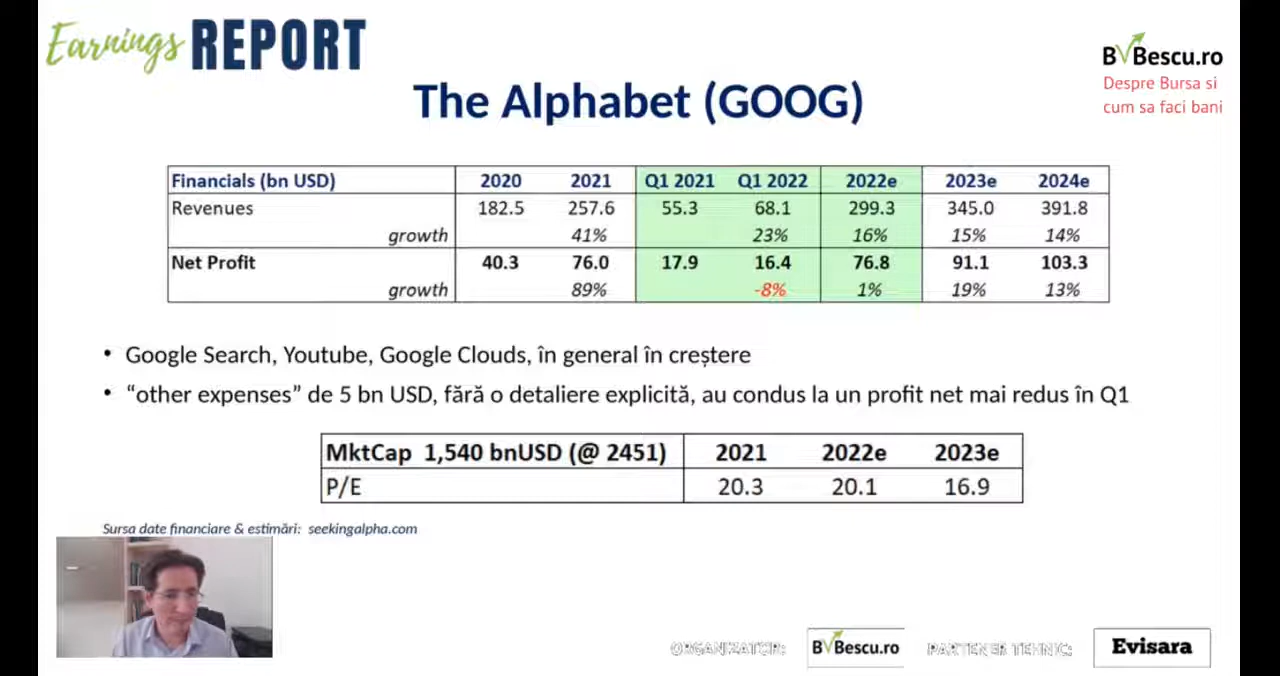 Earnings REPORT
BVBescu.ro
Despre Bursa si
cum sa faci bani
The Alphabet (GOOG)
Financials (bn USD) 2020 2021 Q1 2021 Q1 2022 2022e 2023e 2024e
Revenues 182.5 257.6 55.3 68.1 299.3 345.0 391.8
growth 41% 23% 16% 15% 14%
Net Profit 40.3 76.0 17.9 16.4 76.8 91.1 103.3
growth 89% -8% 1% 19% 13%
• Google Search, Youtube, Google Clouds, în general în creștere
• “other expenses” de 5 bn USD, fără o detaliere explicită, au condus la un profit net mai redus în Q1
MktCap 1,540 bnUSD (@ 2451) 2021 2022e 2023e
P/E 20.3 20.1 16.9
Sursa date financiare & estimări: seekingalpha.com
ORGANIZATOR: BVBescu.ro PARTENER TEHNIC: Evisara